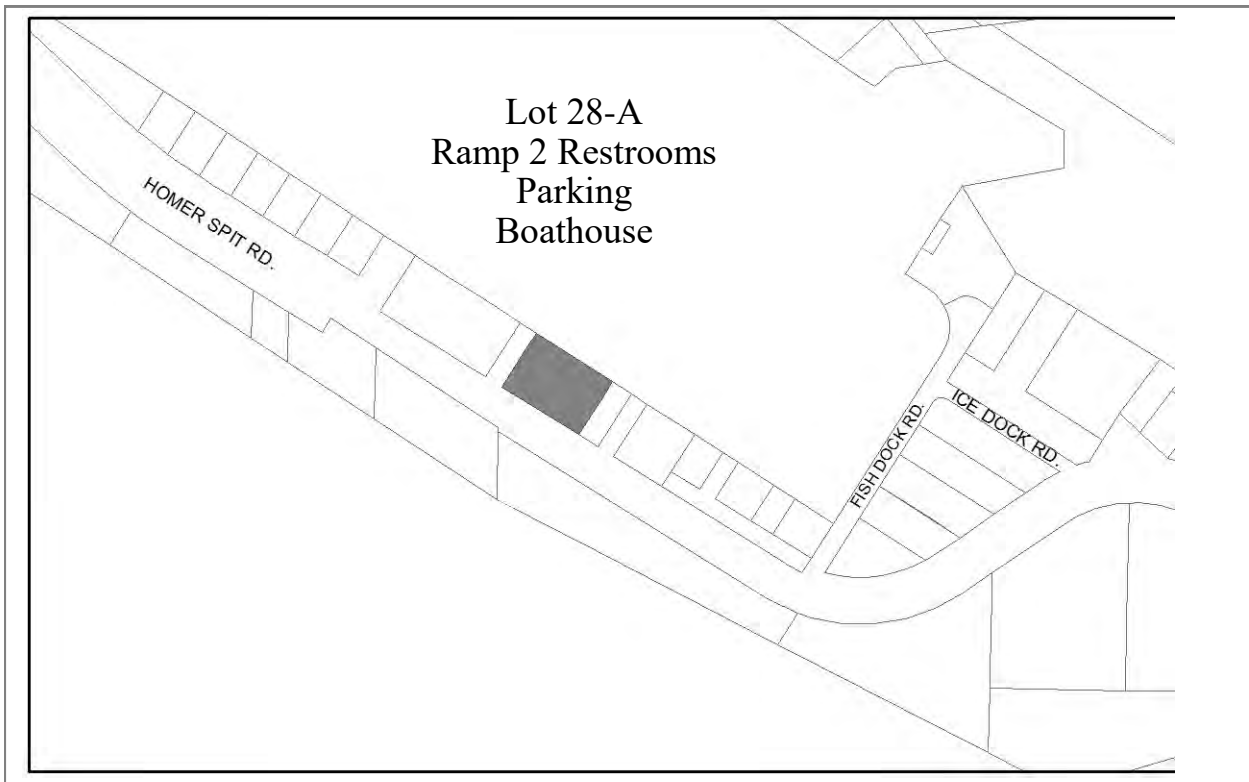 Lot 28-A
Ramp 2 Restrooms
Parking
Boathouse
HOMER SPIT RD.
FISH DOCK RD.
ICE DOCK RD.